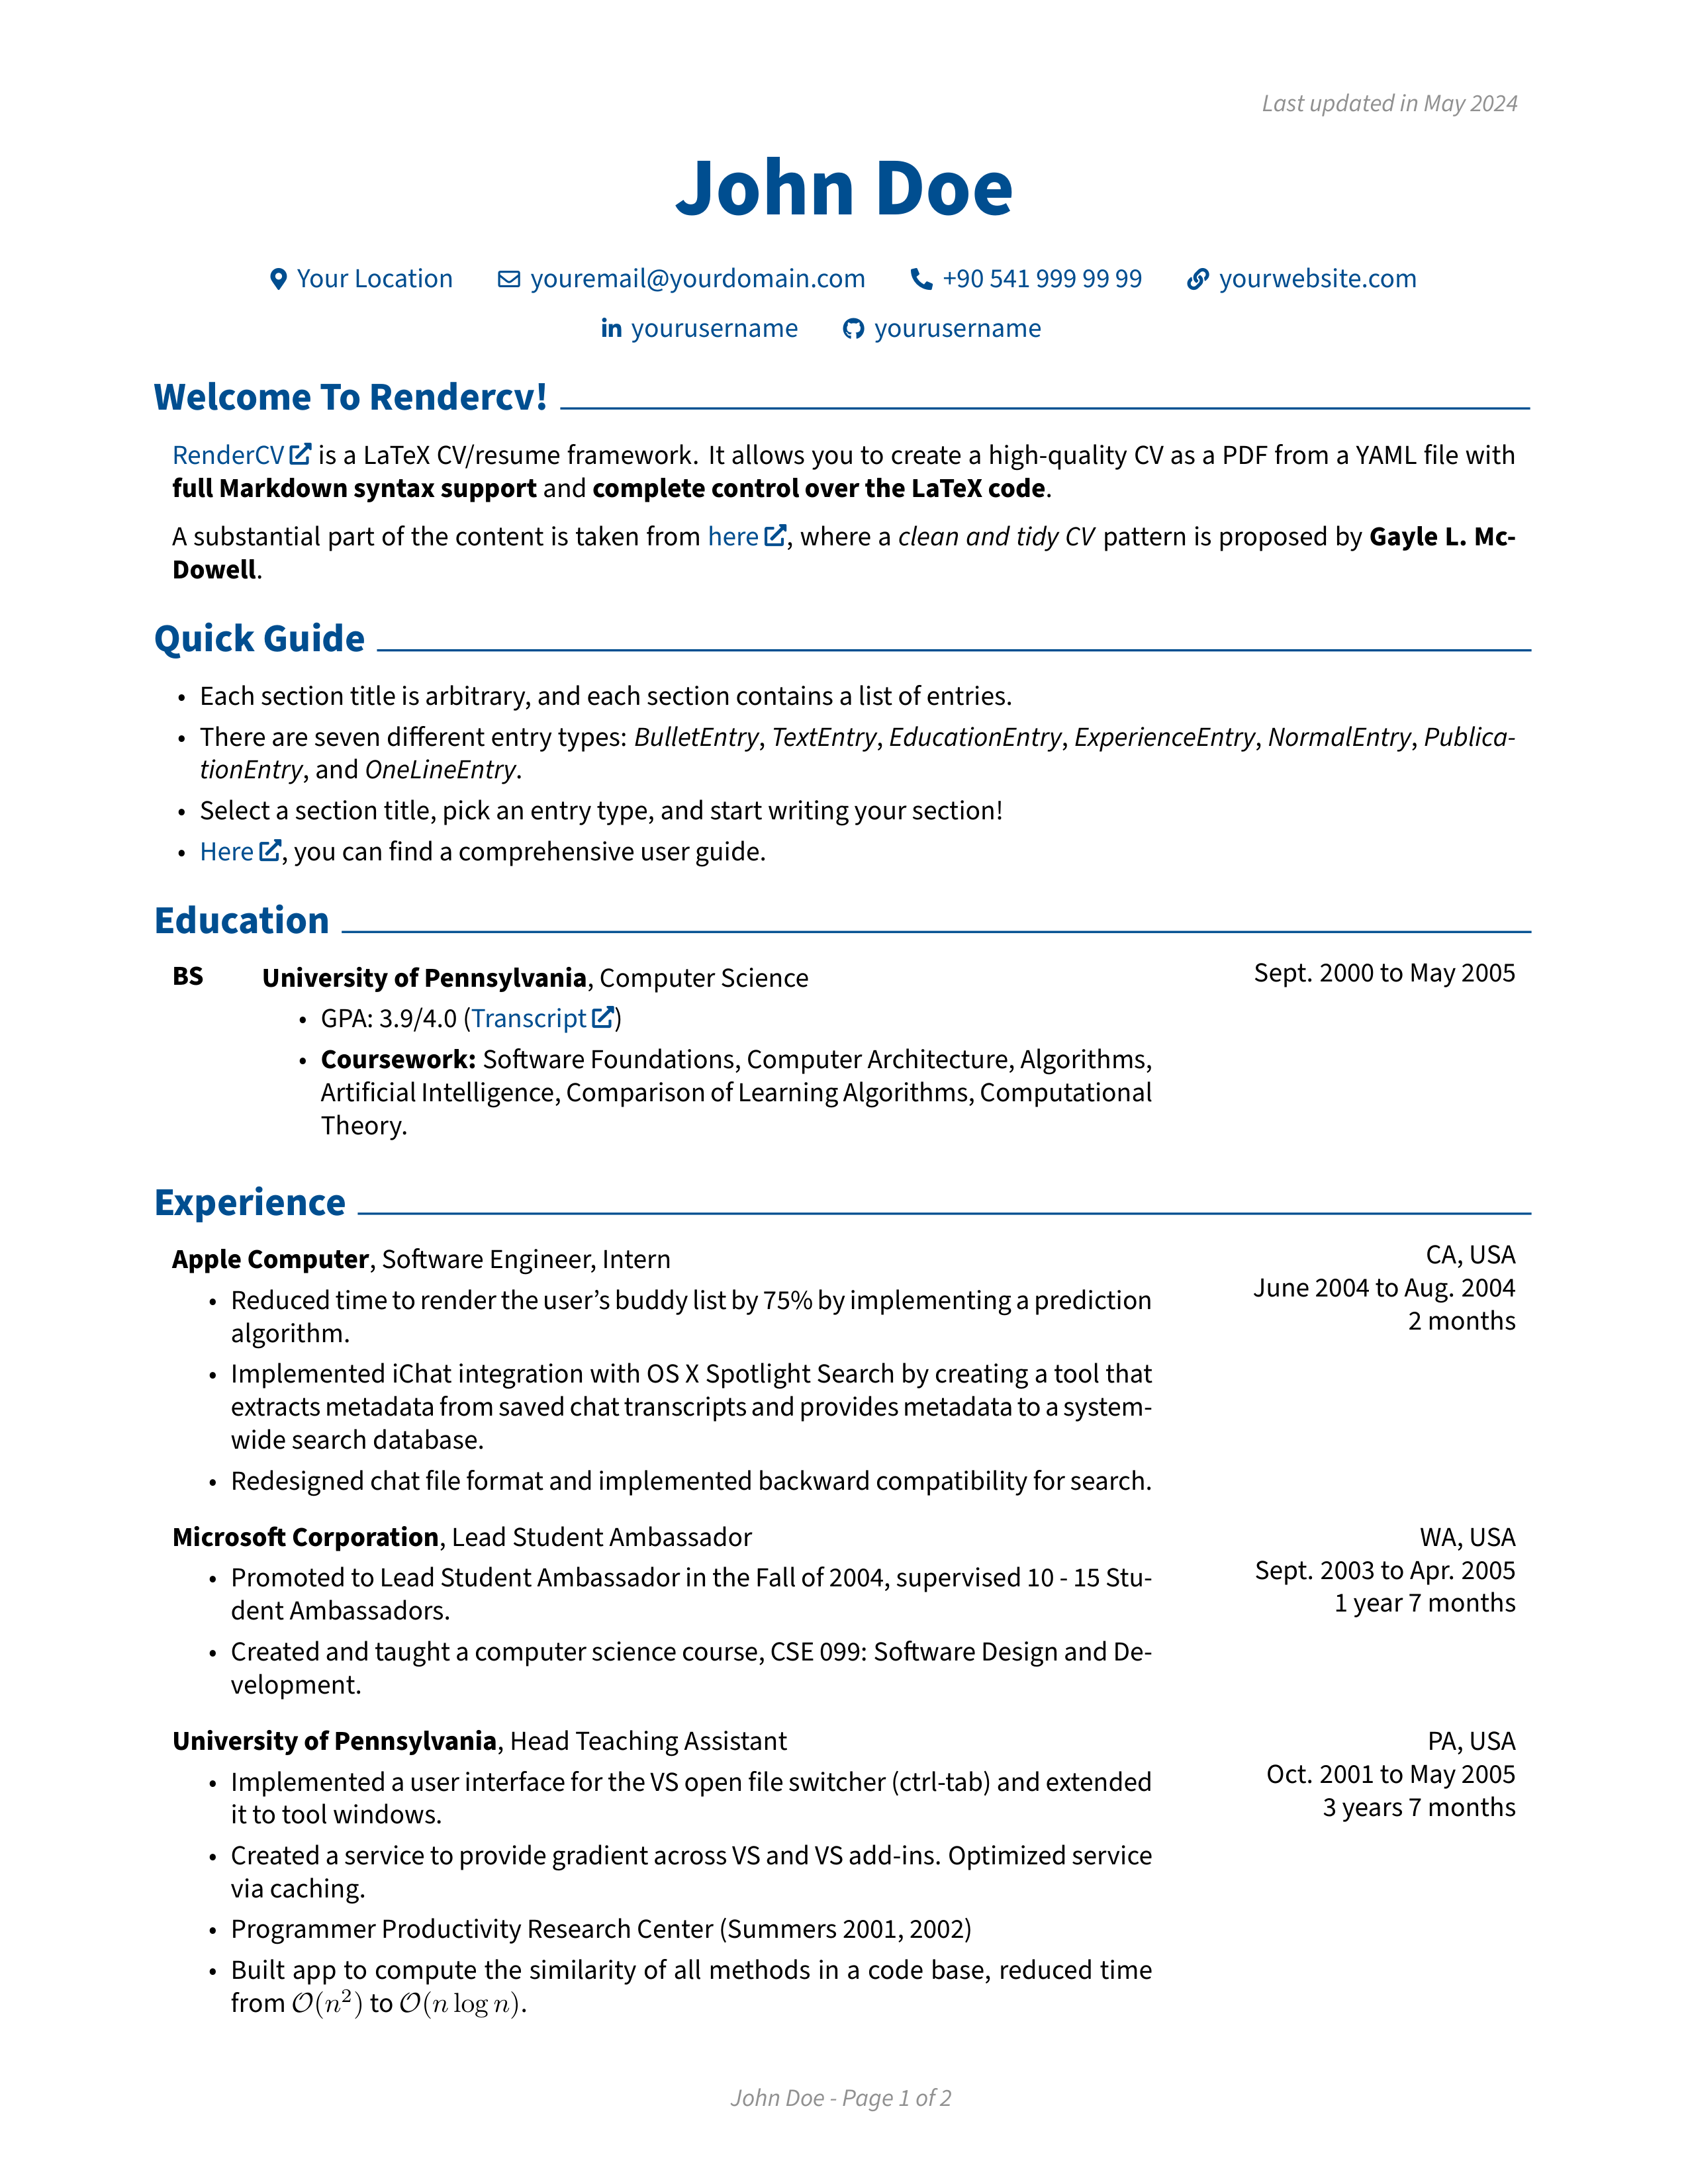 Last updated in May 2024
John Doe
Your Location youremail@yourdomain.com +90 541 999 99 99 yourwebsite.com
yourusername yourusername
Welcome To Rendercv!
RenderCV is a LaTeX CV/resume framework. It allows you to create a high-quality CV as a PDF from a YAML file with
full Markdown syntax support and complete control over the LaTeX code.
A substantial part of the content is taken from here, where a clean and tidy CV pattern is proposed by Gayle L. Mc-
Dowell.
Quick Guide
• Each section title is arbitrary, and each section contains a list of entries.
• There are seven different entry types: BulletEntry, TextEntry, EducationEntry, ExperienceEntry, NormalEntry, Publica-
tionEntry, and OneLineEntry.
• Select a section title, pick an entry type, and start writing your section!
• Here, you can find a comprehensive user guide.
Education
BS University of Pennsylvania, Computer Science Sept. 2000 to May 2005
• GPA: 3.9/4.0 (Transcript)
• Coursework: Software Foundations, Computer Architecture, Algorithms,
Artificial Intelligence, Comparison of Learning Algorithms, Computational
Theory.
Experience
Apple Computer, Software Engineer, Intern CA, USA
June 2004 to Aug. 2004
2 months
• Reduced time to render the user's buddy list by 75% by implementing a prediction
algorithm.
• Implemented iChat integration with OS X Spotlight Search by creating a tool that
extracts metadata from saved chat transcripts and provides metadata to a system-
wide search database.
• Redesigned chat file format and implemented backward compatibility for search.
Microsoft Corporation, Lead Student Ambassador WA, USA
Sept. 2003 to Apr. 2005
1 year 7 months
• Promoted to Lead Student Ambassador in the Fall of 2004, supervised 10 - 15 Stu-
dent Ambassadors.
• Created and taught a computer science course, CSE 099: Software Design and De-
velopment.
University of Pennsylvania, Head Teaching Assistant PA, USA
Oct. 2001 to May 2005
3 years 7 months
• Implemented a user interface for the VS open file switcher (ctrl-tab) and extended
it to tool windows.
• Created a service to provide gradient across VS and VS add-ins. Optimized service
via caching.
• Programmer Productivity Research Center (Summers 2001, 2002)
• Built app to compute the similarity of all methods in a code base, reduced time
from 𝒪(n²) to 𝒪(n log n).
John Doe - Page 1 of 2